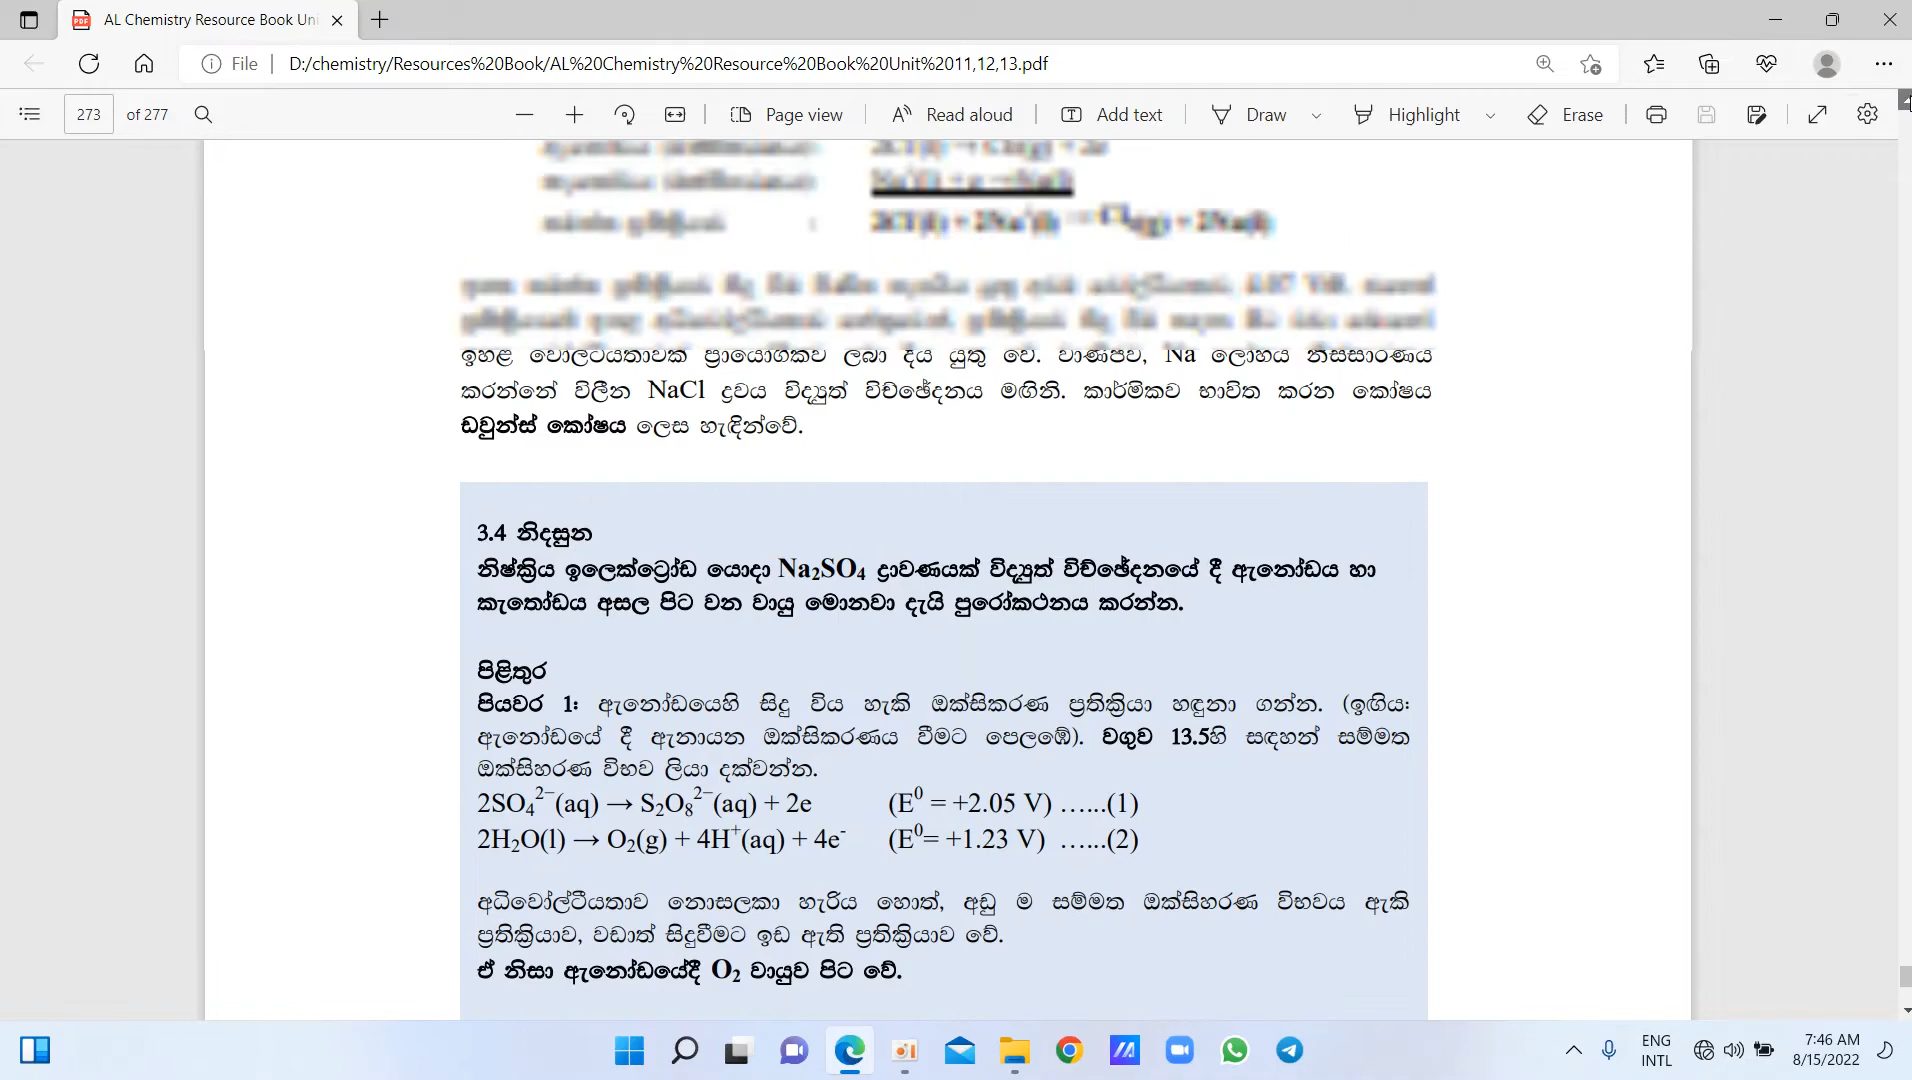 AL Chemistry Resource Book Uni
File
D:/chemistry/Resources%20Book/AL%20Chemistry%20Resource%20Book%20Unit%2011,12,13.pdf
273 of 277
Page view
Read aloud
Add text
Draw
Highlight
Erase
ඉහළ වෝල්ටීයතාවක් ප්‍රායෝගිකව ලබා දිය යුතු වේ. වාණිජව, Na ලෝහය නිස්සාරණය
කරන්නේ විලීන NaCl ද්‍රවය විද්‍යුත් විච්ඡේදනය මඟිනි. කාර්මිකව භාවිත කරන කෝෂය
ඩවුන්ස් කෝෂය ලෙස හැඳින්වේ.
3.4 නිදසුන
නිෂ්ක්‍රිය ඉලෙක්ට්‍රෝඩ යොදා Na₂SO₄ ද්‍රාවණයක් විද්‍යුත් විච්ඡේදනයේ දී ඇනෝඩය හා
කැතෝඩය අසල පිට වන වායු මොනවා දැයි පුරෝකථනය කරන්න.
පිළිතුර
පියවර 1: ඇනෝඩයෙහි සිදු විය හැකි ඔක්සිකරණ ප්‍රතික්‍රියා හඳුනා ගන්න. (ඉඟිය:
ඇනෝඩයේ දී ඇනායන ඔක්සිකරණය වීමට පෙලඹේ). වගුව 13.5හි සඳහන් සම්මත
ඔක්සිහරණ විභව ලියා දක්වන්න.
2SO₄²⁻(aq) → S₂O₈²⁻(aq) + 2e (E⁰ = +2.05 V) …...(1)
2H₂O(l) → O₂(g) + 4H⁺(aq) + 4e⁻ (E⁰= +1.23 V) …...(2)
අධිවෝල්ටීයතාව නොසලකා හැරිය හොත්, අඩු ම සම්මත ඔක්සිහරණ විභවය ඇති
ප්‍රතික්‍රියාව, වඩාත් සිදුවීමට ඉඩ ඇති ප්‍රතික්‍රියාව වේ.
ඒ නිසා ඇනෝඩයේදී O₂ වායුව පිට වේ.
ENG
INTL
7:46 AM
8/15/2022